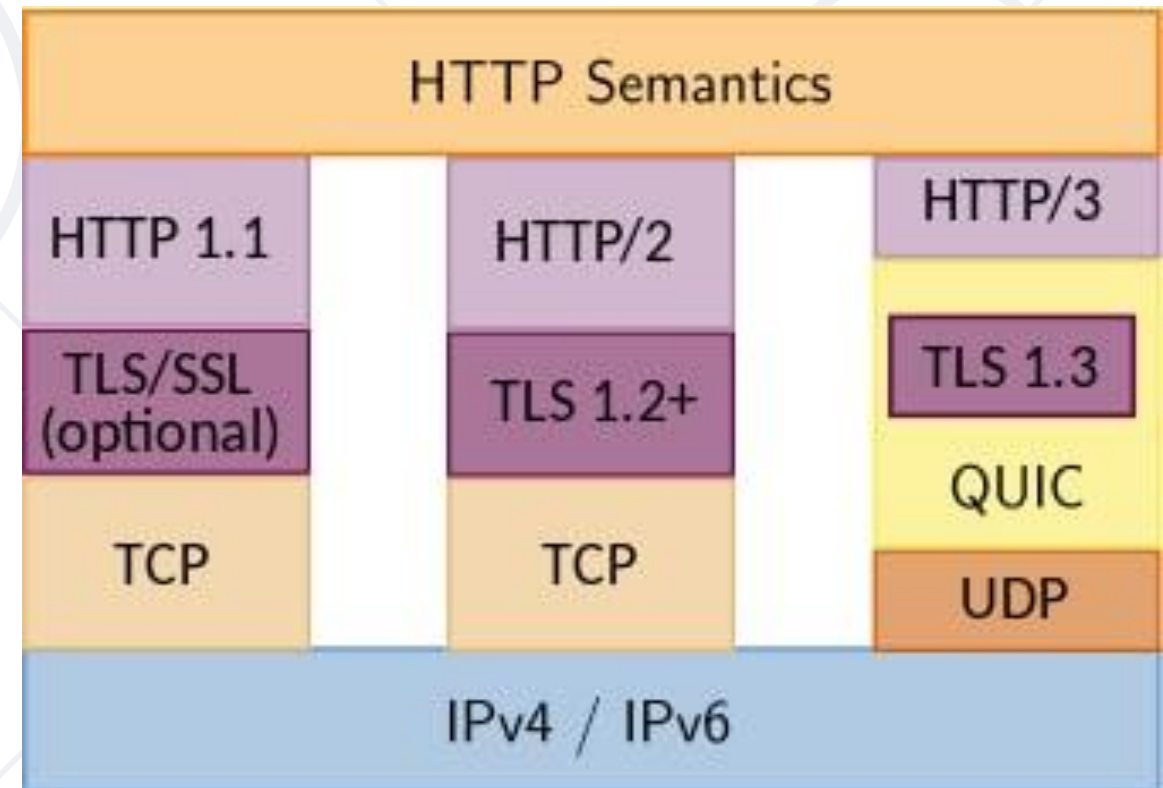 HTTP Semantics
HTTP 1.1
TLS/SSL
(optional)
TCP
HTTP/2
TLS 1.2+
TCP
HTTP/3
TLS 1.3
QUIC
UDP
IPv4 / IPv6